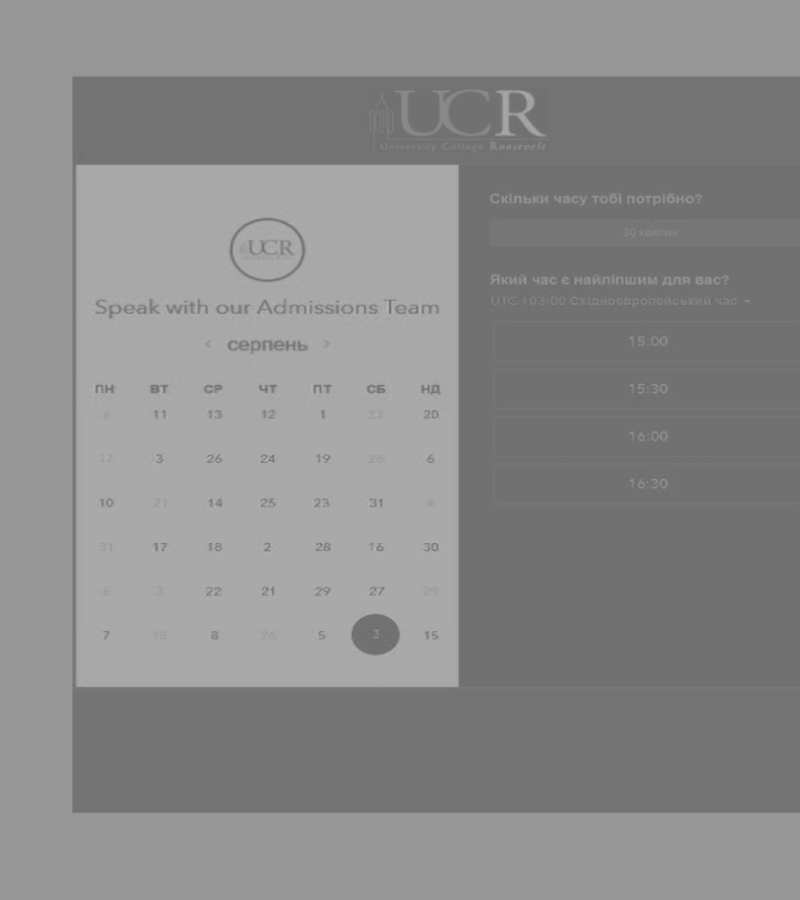 UCR
University College Roosevelt
UCR
Speak with our Admissions Team
‹ серпень ›
ПН ВТ СР ЧТ ПТ СБ НД
6 11 13 12 1 22 20
17 3 26 24 19 26 6
10 21 14 25 23 31 4
31 17 18 2 28 16 30
6 3 22 21 29 27 29
7 15 8 26 5 3 15
Скільки часу тобі потрібно?
30 хвилин
Який час є найліпшим для вас?
UTC +03:00 Східноєвропейський час
15:00
15:30
16:00
16:30